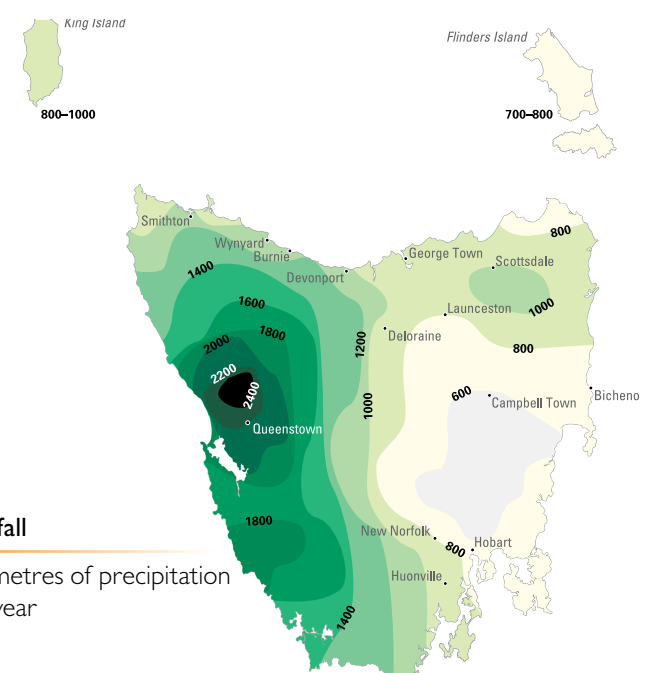 King Island
Flinders Island
800–1000
700–800
Smithton
800
Wynyard
Burnie
George Town
Scottsdale
1400
Devonport
1600
1000
Launceston
1800
2000
1200
Deloraine
800
2200
2400
600
Campbell Town
Bicheno
1000
Queenstown
1800
fall
New Norfolk
800
Hobart
metres of precipitation
Huonville
year
1400